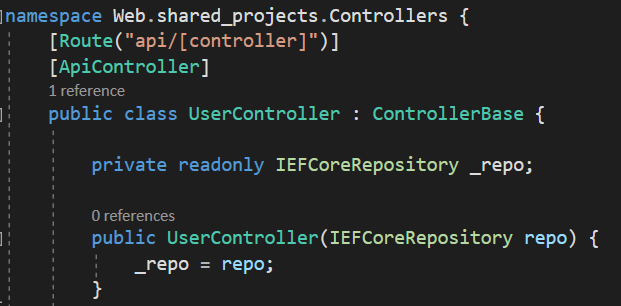 namespace Web.shared_projects.Controllers {
[Route("api/[controller]")]
[ApiController]
1 reference
public class UserController : ControllerBase {
private readonly IEFCoreRepository _repo;
0 references
public UserController(IEFCoreRepository repo) {
_repo = repo;
}